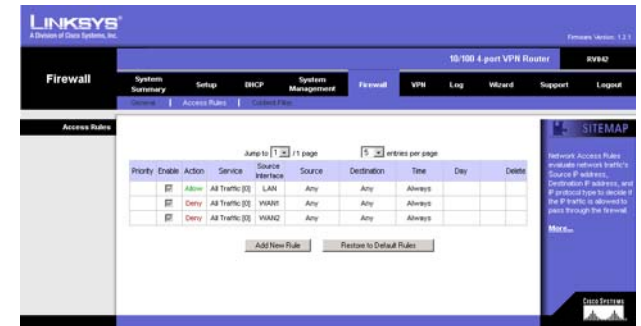 LINKSYS®
A Division of Cisco Systems, Inc.
Firmware Version: 1.2.1
10/100 4-port VPN Router RV042
Firewall
System Summary Setup DHCP System Management Firewall VPN Log Wizard Support Logout
General | Access Rules | Content Filter
Access Rules
SITEMAP
Jump to 1 /1 page 5 entries per page
Priority Enable Action Service Source Interface Source Destination Time Day Delete
Allow All Traffic [0] LAN Any Any Always
Deny All Traffic [0] WAN1 Any Any Always
Deny All Traffic [0] WAN2 Any Any Always
Add New Rule Restore to Default Rules
Network Access Rules
evaluate network traffic's
Source IP address,
Destination IP address, and
IP protocol type to decide if
the IP traffic is allowed to
pass through the firewall.
More...
CISCO SYSTEMS